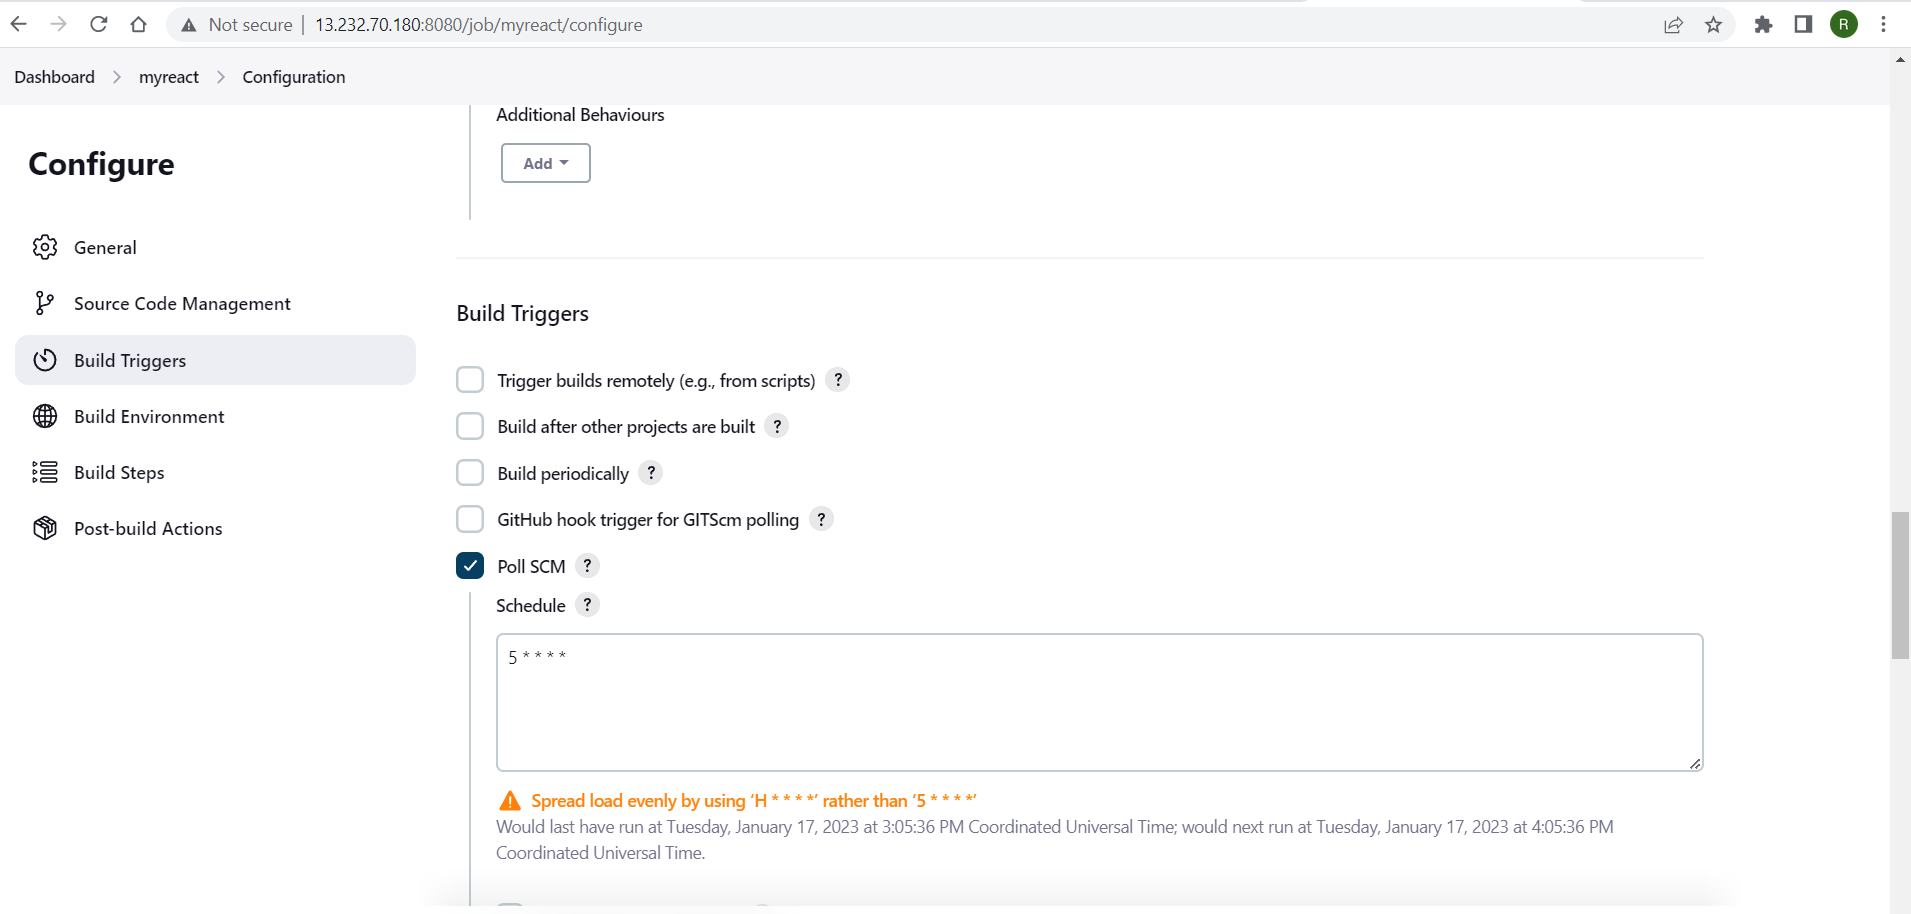 Not secure | 13.232.70.180:8080/job/myreact/configure
R
Dashboard > myreact > Configuration
Configure
General
Source Code Management
Build Triggers
Build Environment
Build Steps
Post-build Actions
Additional Behaviours
Add
Build Triggers
Trigger builds remotely (e.g., from scripts) ?
Build after other projects are built ?
Build periodically ?
GitHub hook trigger for GITScm polling ?
Poll SCM ?
Schedule ?
5 * * * *
Spread load evenly by using ‘H * * * *’ rather than ‘5 * * * *’
Would last have run at Tuesday, January 17, 2023 at 3:05:36 PM Coordinated Universal Time; would next run at Tuesday, January 17, 2023 at 4:05:36 PM
Coordinated Universal Time.